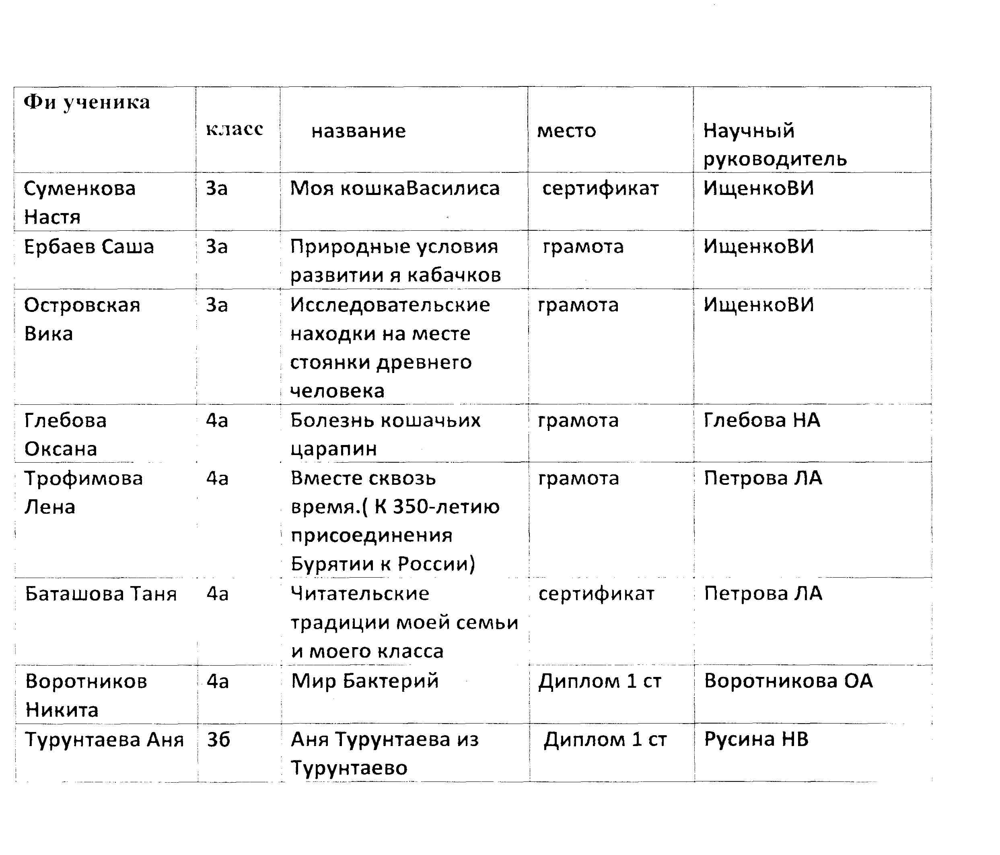 Фи ученика
класс
название
место
Научный
руководитель
Суменкова
Настя
3а
Моя кошкаВасилиса
сертификат
ИщенкоВИ
Ербаев Саша
3а
Природные условия
развитии я кабачков
грамота
ИщенкоВИ
Островская
Вика
3а
Исследовательские
находки на месте
стоянки древнего
человека
грамота
ИщенкоВИ
Глебова
Оксана
4а
Болезнь кошачьих
царапин
грамота
Глебова НА
Трофимова
Лена
4а
Вместе сквозь
время.( К 350-летию
присоединения
Бурятии к России)
грамота
Петрова ЛА
Баташова Таня
4а
Читательские
традиции моей семьи
и моего класса
сертификат
Петрова ЛА
Воротников
Никита
4а
Мир Бактерий
Диплом 1 ст
Воротникова ОА
Турунтаева Аня
3б
Аня Турунтаева из
Турунтаево
Диплом 1 ст
Русина НВ